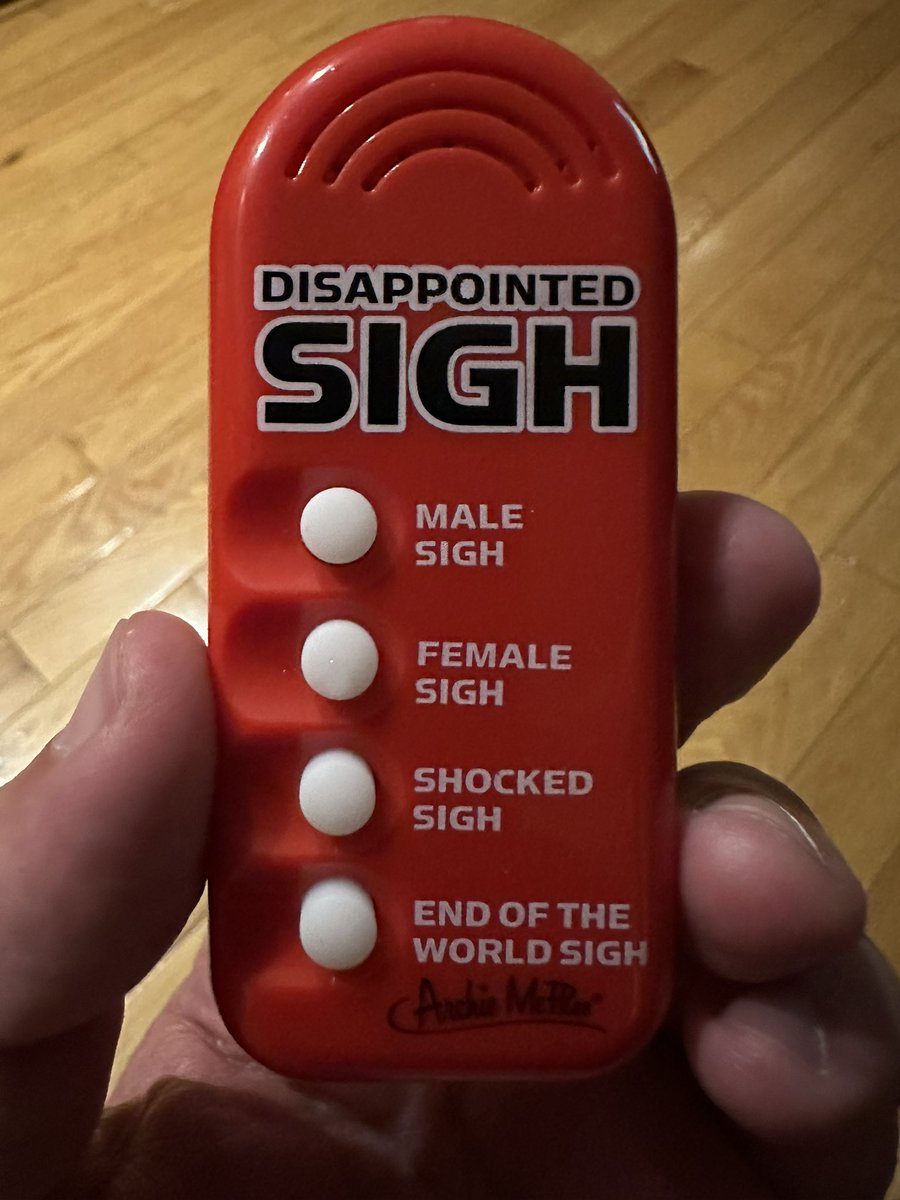 DISAPPOINTED
SIGH
MALE
SIGH
FEMALE
SIGH
SHOCKED
SIGH
END OF THE
WORLD SIGH
Archie McPhee®